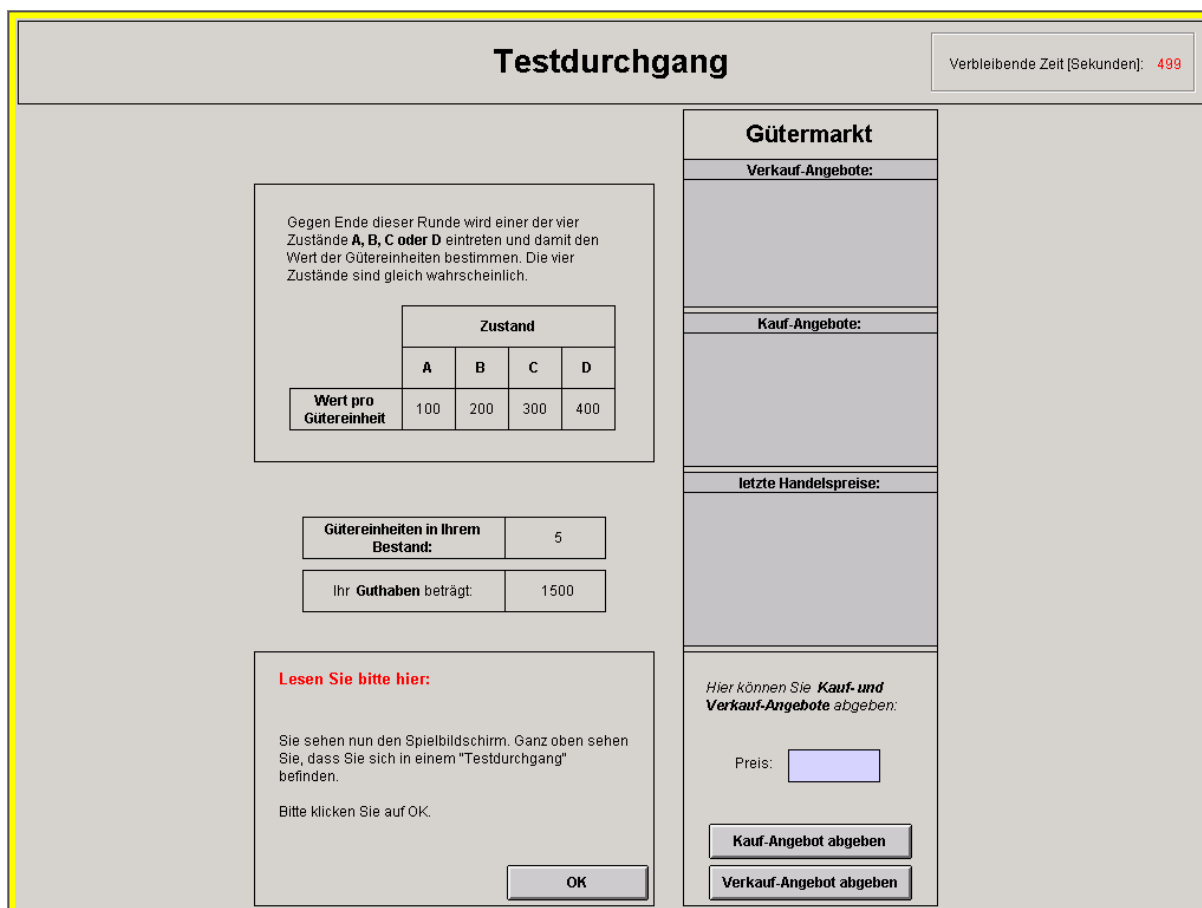 Testdurchgang
Verbleibende Zeit [Sekunden]: 499
Gegen Ende dieser Runde wird einer der vier
Zustände A, B, C oder D eintreten und damit den
Wert der Gütereinheiten bestimmen. Die vier
Zustände sind gleich wahrscheinlich.
Zustand
A B C D
Wert pro
Gütereinheit
100 200 300 400
Gütereinheiten in Ihrem
Bestand:
5
Ihr Guthaben beträgt:
1500
Lesen Sie bitte hier:
Sie sehen nun den Spielbildschirm. Ganz oben sehen
Sie, dass Sie sich in einem "Testdurchgang"
befinden.
Bitte klicken Sie auf OK.
OK
Gütermarkt
Verkauf-Angebote:
Kauf-Angebote:
letzte Handelspreise:
Hier können Sie Kauf- und
Verkauf-Angebote abgeben:
Preis:
Kauf-Angebot abgeben
Verkauf-Angebot abgeben